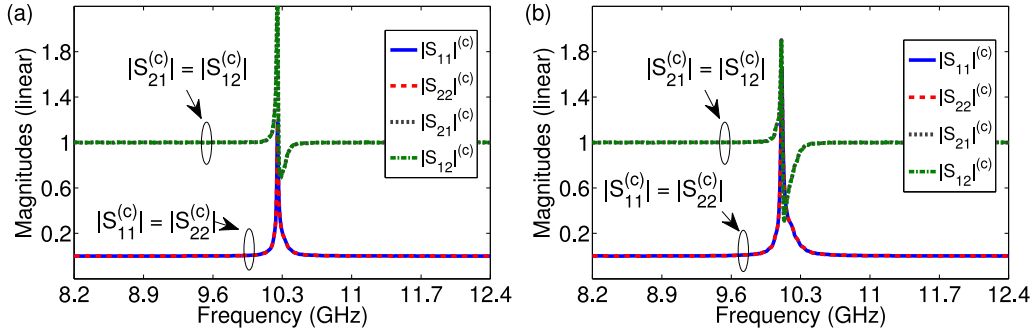 (a)
Magnitudes (linear)
1.8
1.4
1
0.6
0.2
|S21^(c)| = |S12^(c)|
|S11^(c)| = |S22^(c)|
|S11|^(c)
|S22|^(c)
|S21|^(c)
|S12|^(c)
8.2 8.9 9.6 10.3 11 11.7 12.4
Frequency (GHz)
(b)
Magnitudes (linear)
1.8
1.4
1
0.6
0.2
|S21^(c)| = |S12^(c)|
|S11^(c)| = |S22^(c)|
|S11|^(c)
|S22|^(c)
|S21|^(c)
|S12|^(c)
8.2 8.9 9.6 10.3 11 11.7 12.4
Frequency (GHz)